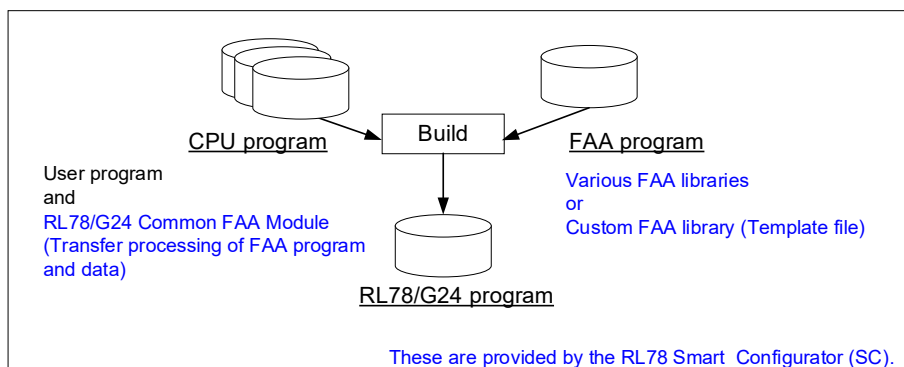 CPU program
Build
FAA program
User program
and
RL78/G24 Common FAA Module
(Transfer processing of FAA program
and data)
Various FAA libraries
or
Custom FAA library (Template file)
RL78/G24 program
These are provided by the RL78 Smart Configurator (SC).